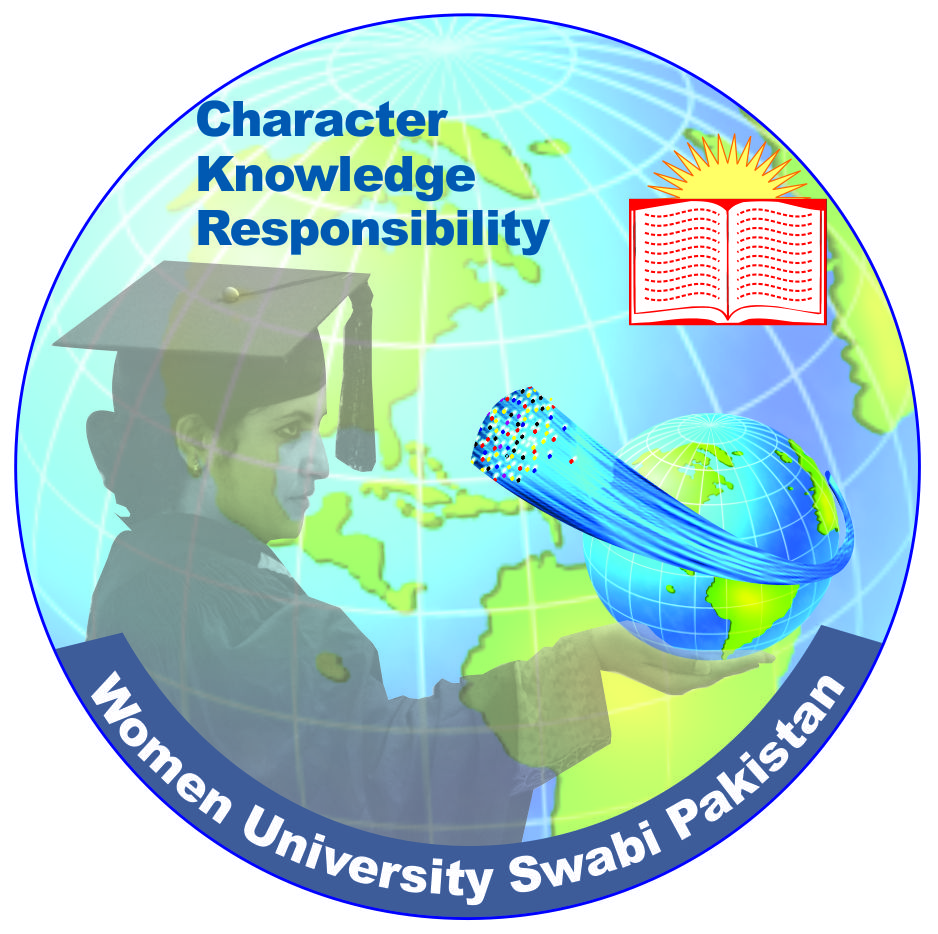 Character
Knowledge
Responsibility
Women University Swabi Pakistan